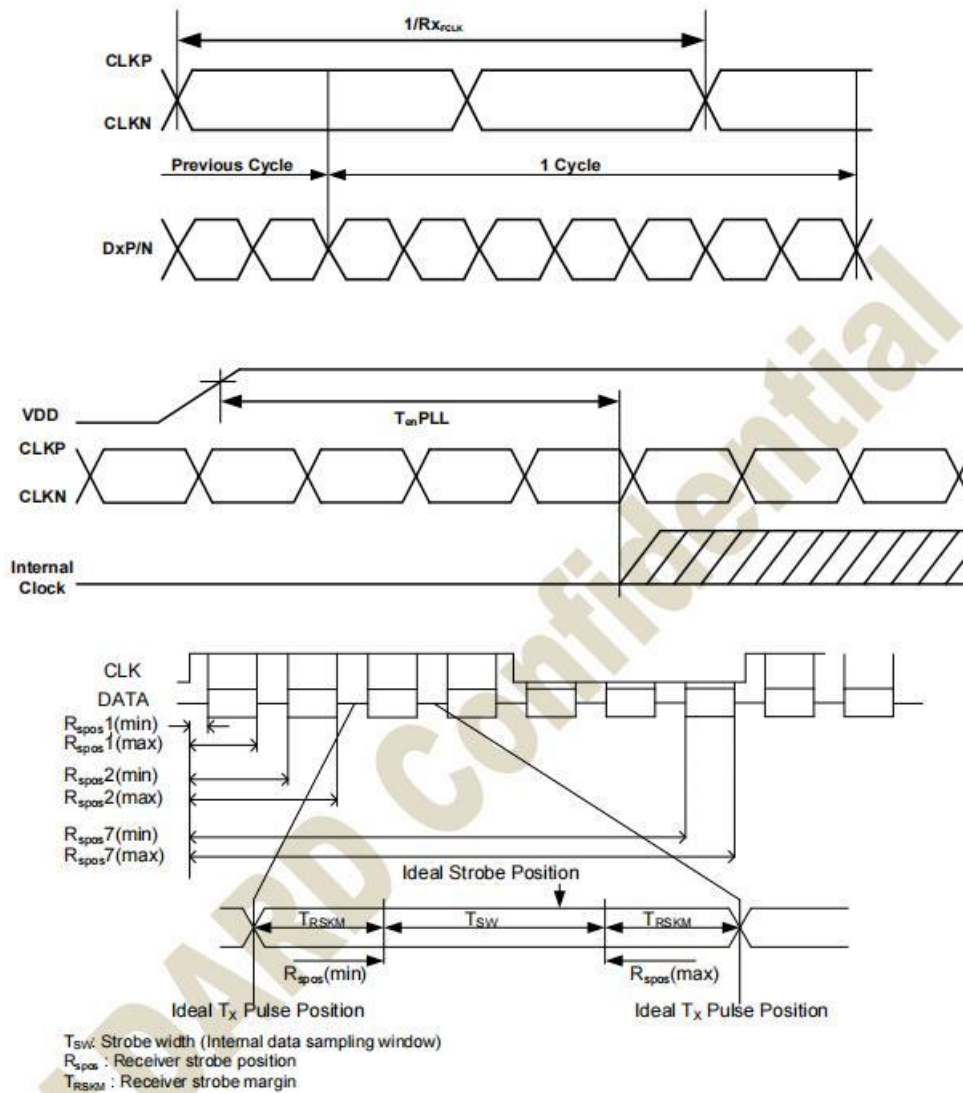 1/RxFCLK
CLKP
CLKN
Previous Cycle
1 Cycle
DxP/N
VDD
TenPLL
CLKP
CLKN
Internal
Clock
CLK
DATA
Rspos1(min)
Rspos1(max)
Rspos2(min)
Rspos2(max)
Rspos7(min)
Rspos7(max)
Ideal Strobe Position
TRSKM
TSW
TRSKM
Rspos(min)
Rspos(max)
Ideal TX Pulse Position
Ideal TX Pulse Position
TSW: Strobe width (Internal data sampling window)
Rspos : Receiver strobe position
TRSKM : Receiver strobe margin
DARD Confidential